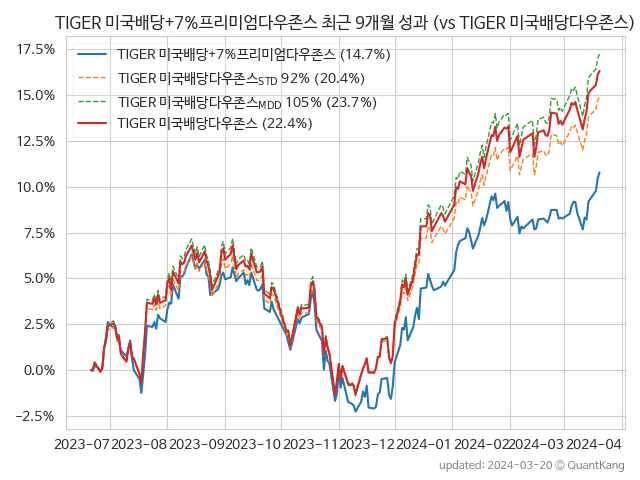 TIGER 미국배당+7%프리미엄다우존스 최근 9개월 성과 (vs TIGER 미국배당다우존스)
TIGER 미국배당+7%프리미엄다우존스 (14.7%)
TIGER 미국배당다우존스STD 92% (20.4%)
TIGER 미국배당다우존스MDD 105% (23.7%)
TIGER 미국배당다우존스 (22.4%)
17.5%
15.0%
12.5%
10.0%
7.5%
5.0%
2.5%
0.0%
−2.5%
2023-07 2023-08 2023-09 2023-10 2023-11 2023-12 2024-01 2024-02 2024-03 2024-04
updated: 2024-03-20 © QuantKang